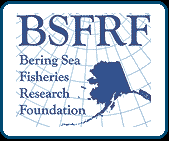 BSFRF
Bering Sea
Fisheries
Research
Foundation